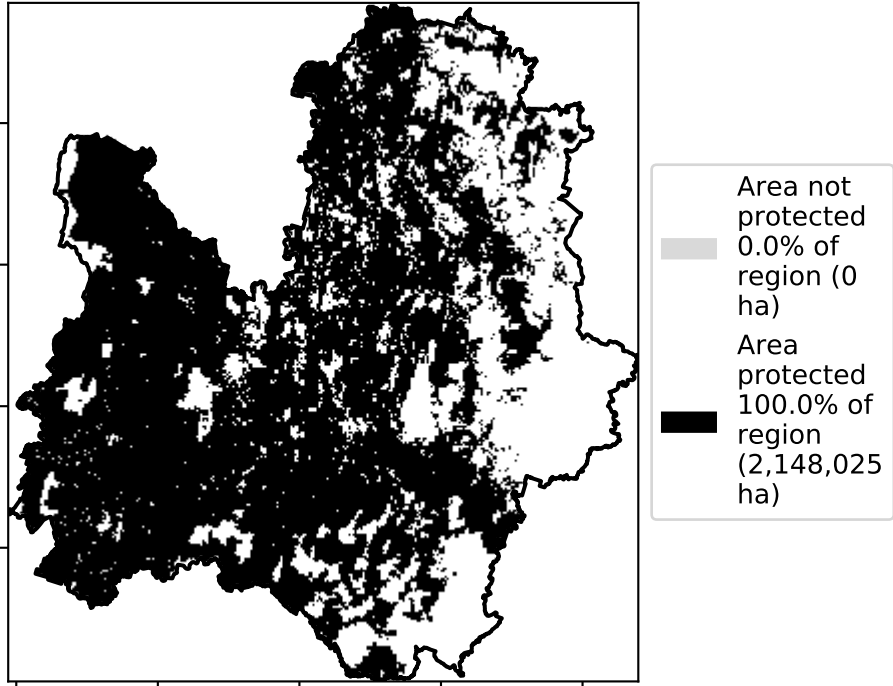 Area not
protected
0.0% of
region (0
ha)
Area
protected
100.0% of
region
(2,148,025
ha)